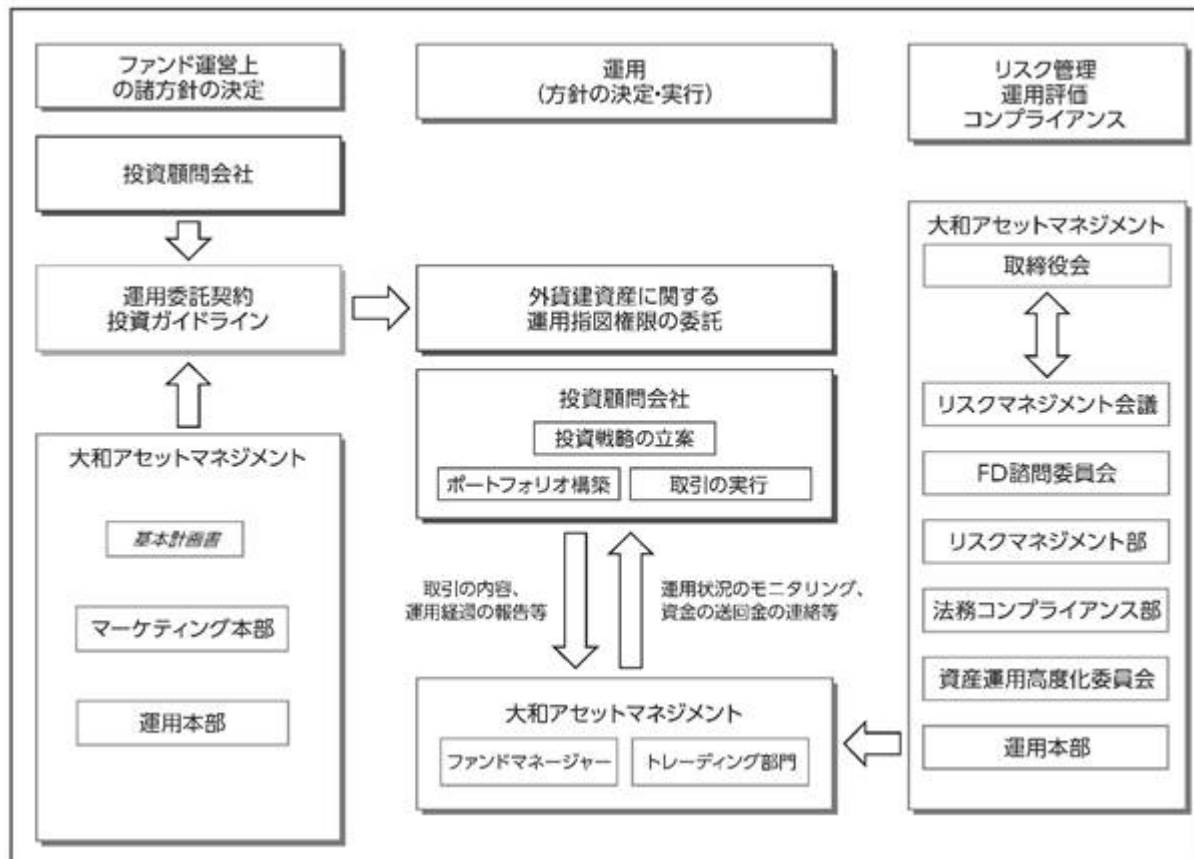 ファンド運営上
の諸方針の決定
運用
(方針の決定・実行)
リスク管理
運用評価
コンプライアンス
投資顧問会社
運用委託契約
投資ガイドライン
外貨建資産に関する
運用指図権限の委託
大和アセットマネジメント
基本計画書
マーケティング本部
運用本部
投資顧問会社
投資戦略の立案
ポートフォリオ構築
取引の実行
取引の内容、
運用経過の報告等
運用状況のモニタリング、
資金の送回金の連絡等
大和アセットマネジメント
ファンドマネージャー
トレーディング部門
大和アセットマネジメント
取締役会
リスクマネジメント会議
FD諮問委員会
リスクマネジメント部
法務コンプライアンス部
資産運用高度化委員会
運用本部